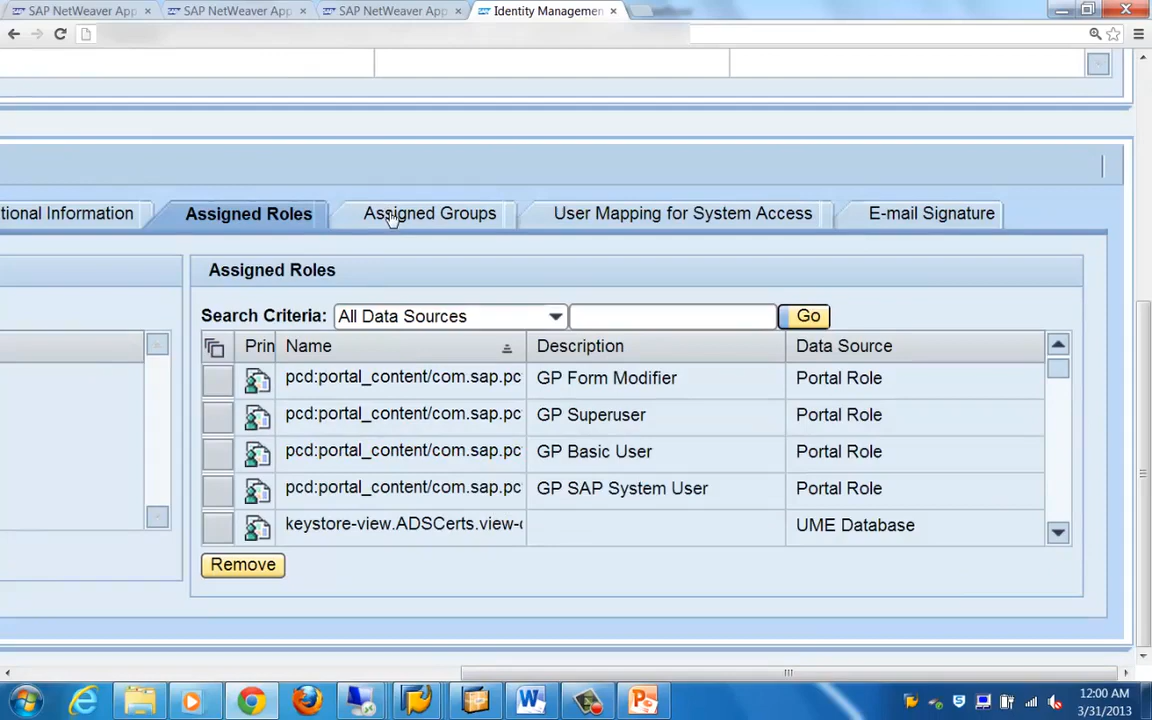 SAP NetWeaver App
SAP NetWeaver App
SAP NetWeaver App
Identity Management
tional Information
Assigned Roles
Assigned Groups
User Mapping for System Access
E-mail Signature
Assigned Roles
Search Criteria: All Data Sources Go
Prin Name Description Data Source
pcd:portal_content/com.sap.pc GP Form Modifier Portal Role
pcd:portal_content/com.sap.pc GP Superuser Portal Role
pcd:portal_content/com.sap.pc GP Basic User Portal Role
pcd:portal_content/com.sap.pc GP SAP System User Portal Role
keystore-view.ADSCerts.view-c UME Database
Remove
12:00 AM
3/31/2013